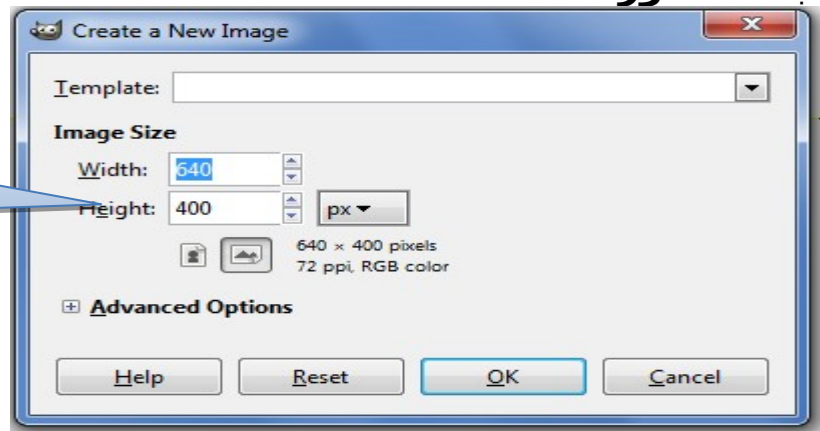 Create a New Image
Template:
Image Size
Width: 640
Height: 400 px
640 × 400 pixels
72 ppi, RGB color
Advanced Options
Help Reset OK Cancel